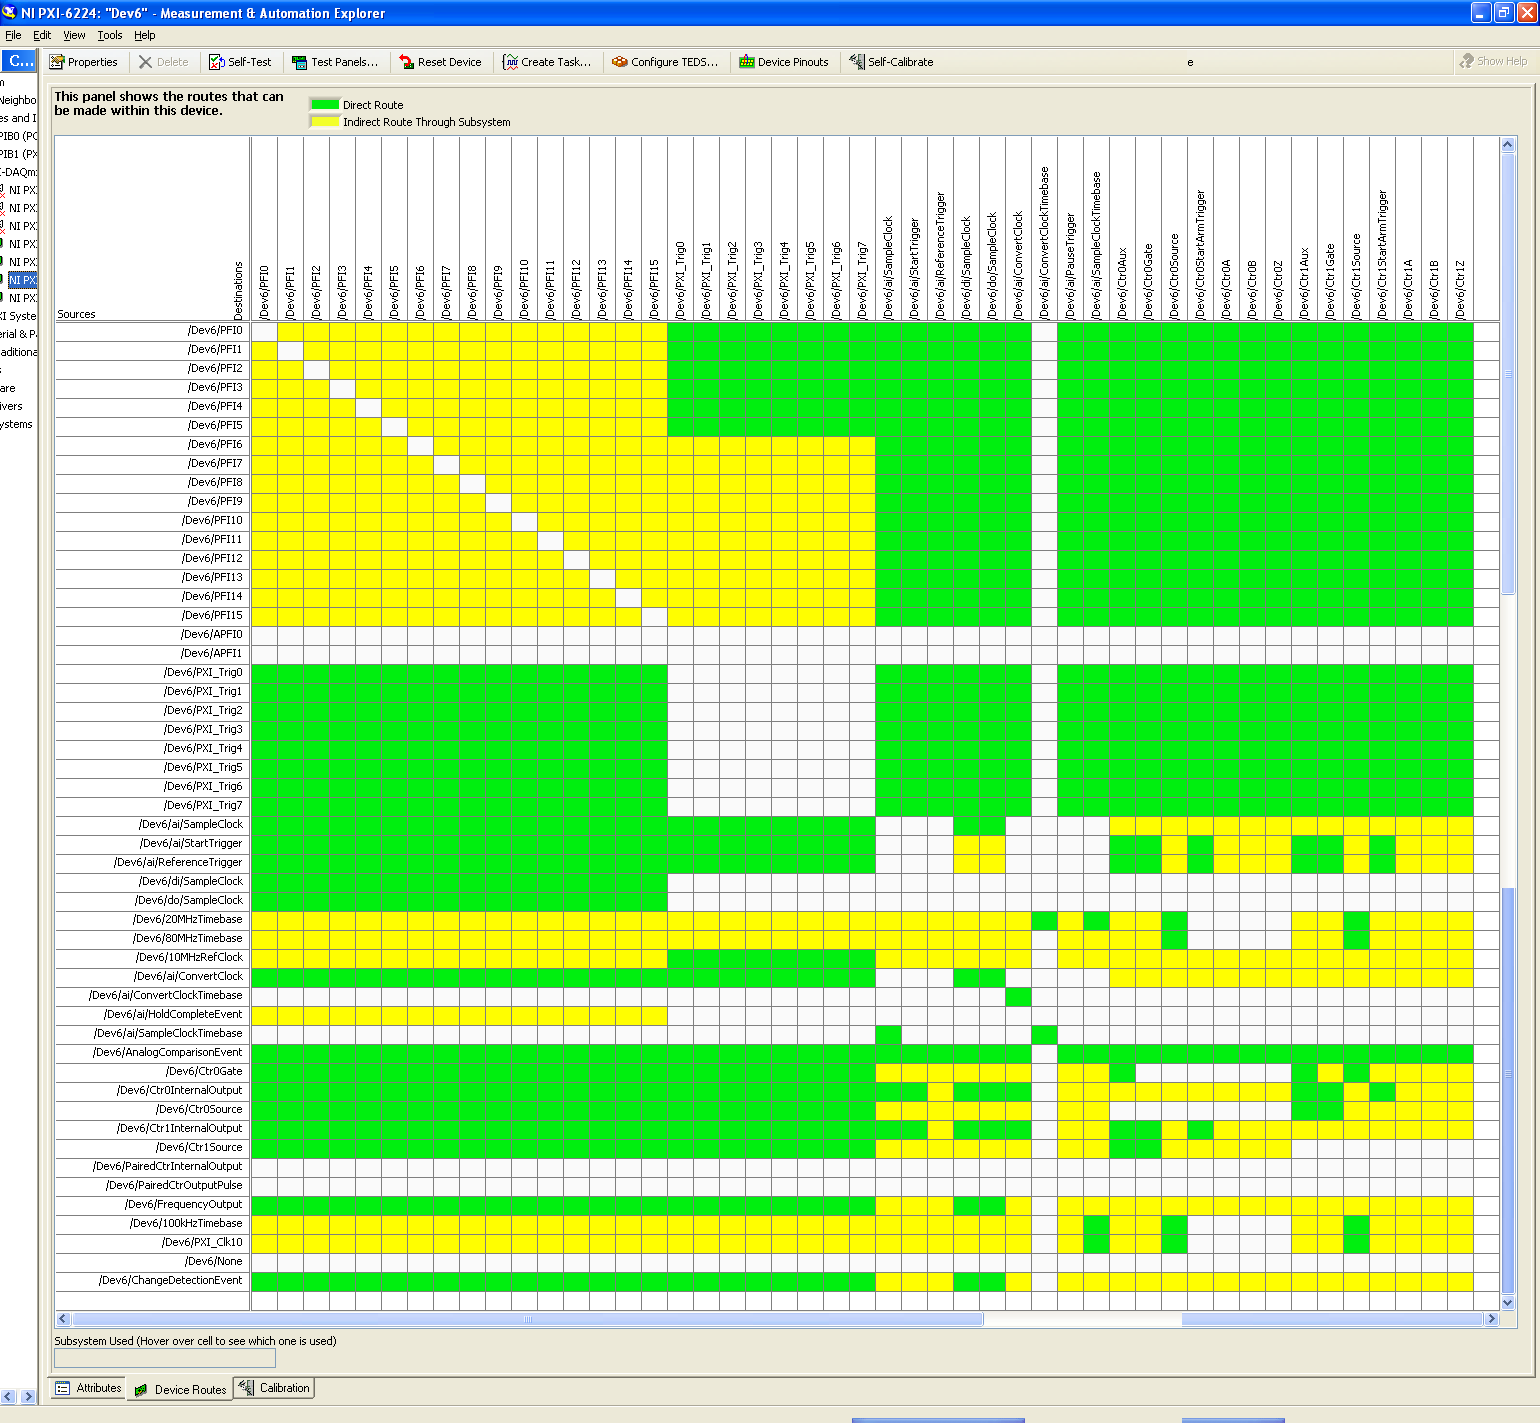 NI PXI-6224: "Dev6" - Measurement & Automation Explorer
File Edit View Tools Help
C...
Properties Delete Self-Test Test Panels... Reset Device Create Task... Configure TEDS... Device Pinouts Self-Calibrate e Show Help
m
Neighbo
es and I
PIB0 (PC
PIB1 (PX
I-DAQm
NI PXI
NI PXI
NI PXI
NI PXI
NI PXI
NI PXI
NI PXI
XI Syste
erial & Pa
aditiona
s
are
ivers
ystems
This panel shows the routes that can
be made within this device.
Direct Route
Indirect Route Through Subsystem
Sources
Destinations
/Dev6/PFI0
/Dev6/PFI1
/Dev6/PFI2
/Dev6/PFI3
/Dev6/PFI4
/Dev6/PFI5
/Dev6/PFI6
/Dev6/PFI7
/Dev6/PFI8
/Dev6/PFI9
/Dev6/PFI10
/Dev6/PFI11
/Dev6/PFI12
/Dev6/PFI13
/Dev6/PFI14
/Dev6/PFI15
/Dev6/PXI_Trig0
/Dev6/PXI_Trig1
/Dev6/PXI_Trig2
/Dev6/PXI_Trig3
/Dev6/PXI_Trig4
/Dev6/PXI_Trig5
/Dev6/PXI_Trig6
/Dev6/PXI_Trig7
/Dev6/ai/SampleClock
/Dev6/ai/StartTrigger
/Dev6/ai/ReferenceTrigger
/Dev6/di/SampleClock
/Dev6/do/SampleClock
/Dev6/ai/ConvertClock
/Dev6/ai/ConvertClockTimebase
/Dev6/ai/PauseTrigger
/Dev6/ai/SampleClockTimebase
/Dev6/Ctr0Aux
/Dev6/Ctr0Gate
/Dev6/Ctr0Source
/Dev6/Ctr0StartArmTrigger
/Dev6/Ctr0A
/Dev6/Ctr0B
/Dev6/Ctr0Z
/Dev6/Ctr1Aux
/Dev6/Ctr1Gate
/Dev6/Ctr1Source
/Dev6/Ctr1StartArmTrigger
/Dev6/Ctr1A
/Dev6/Ctr1B
/Dev6/Ctr1Z
/Dev6/PFI0
/Dev6/PFI1
/Dev6/PFI2
/Dev6/PFI3
/Dev6/PFI4
/Dev6/PFI5
/Dev6/PFI6
/Dev6/PFI7
/Dev6/PFI8
/Dev6/PFI9
/Dev6/PFI10
/Dev6/PFI11
/Dev6/PFI12
/Dev6/PFI13
/Dev6/PFI14
/Dev6/PFI15
/Dev6/APFI0
/Dev6/APFI1
/Dev6/PXI_Trig0
/Dev6/PXI_Trig1
/Dev6/PXI_Trig2
/Dev6/PXI_Trig3
/Dev6/PXI_Trig4
/Dev6/PXI_Trig5
/Dev6/PXI_Trig6
/Dev6/PXI_Trig7
/Dev6/ai/SampleClock
/Dev6/ai/StartTrigger
/Dev6/ai/ReferenceTrigger
/Dev6/di/SampleClock
/Dev6/do/SampleClock
/Dev6/20MHzTimebase
/Dev6/80MHzTimebase
/Dev6/10MHzRefClock
/Dev6/ai/ConvertClock
/Dev6/ai/ConvertClockTimebase
/Dev6/ai/HoldCompleteEvent
/Dev6/ai/SampleClockTimebase
/Dev6/AnalogComparisonEvent
/Dev6/Ctr0Gate
/Dev6/Ctr0InternalOutput
/Dev6/Ctr0Source
/Dev6/Ctr1InternalOutput
/Dev6/Ctr1Source
/Dev6/PairedCtrInternalOutput
/Dev6/PairedCtrOutputPulse
/Dev6/FrequencyOutput
/Dev6/100kHzTimebase
/Dev6/PXI_Clk10
/Dev6/None
/Dev6/ChangeDetectionEvent
Subsystem Used (Hover over cell to see which one is used)
Attributes Device Routes Calibration